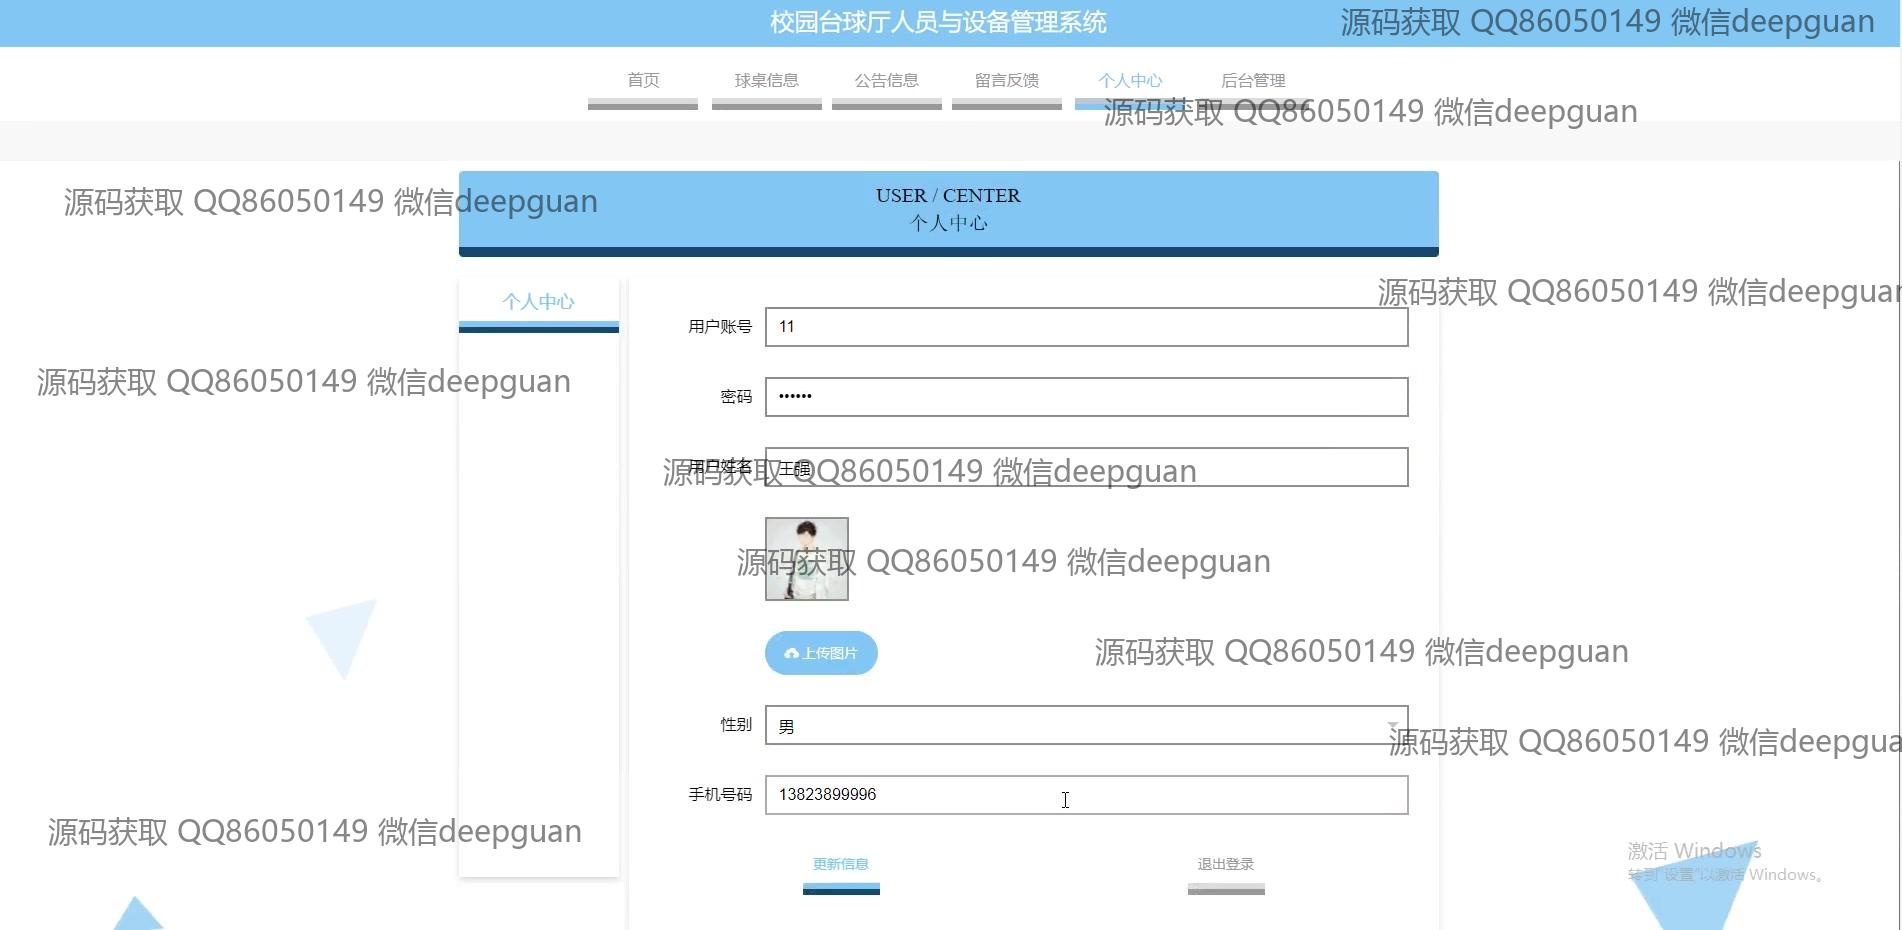 校园台球厅人员与设备管理系统
源码获取 QQ86050149 微信deepguan
首页
球桌信息
公告信息
留言反馈
个人中心
后台管理
源码获取 QQ86050149 微信deepguan
源码获取 QQ86050149 微信deepguan
USER / CENTER
个人中心
个人中心
源码获取 QQ86050149 微信deepguan
用户账号
11
源码获取 QQ86050149 微信deepguan
密码
••••••
用户姓名
王强
源码获取 QQ86050149 微信deepguan
源码获取 QQ86050149 微信deepguan
上传图片
源码获取 QQ86050149 微信deepguan
性别
男
源码获取 QQ86050149 微信deepgua
手机号码
13823899996
源码获取 QQ86050149 微信deepguan
更新信息
退出登录
激活 Windows
转到"设置"以激活 Windows。